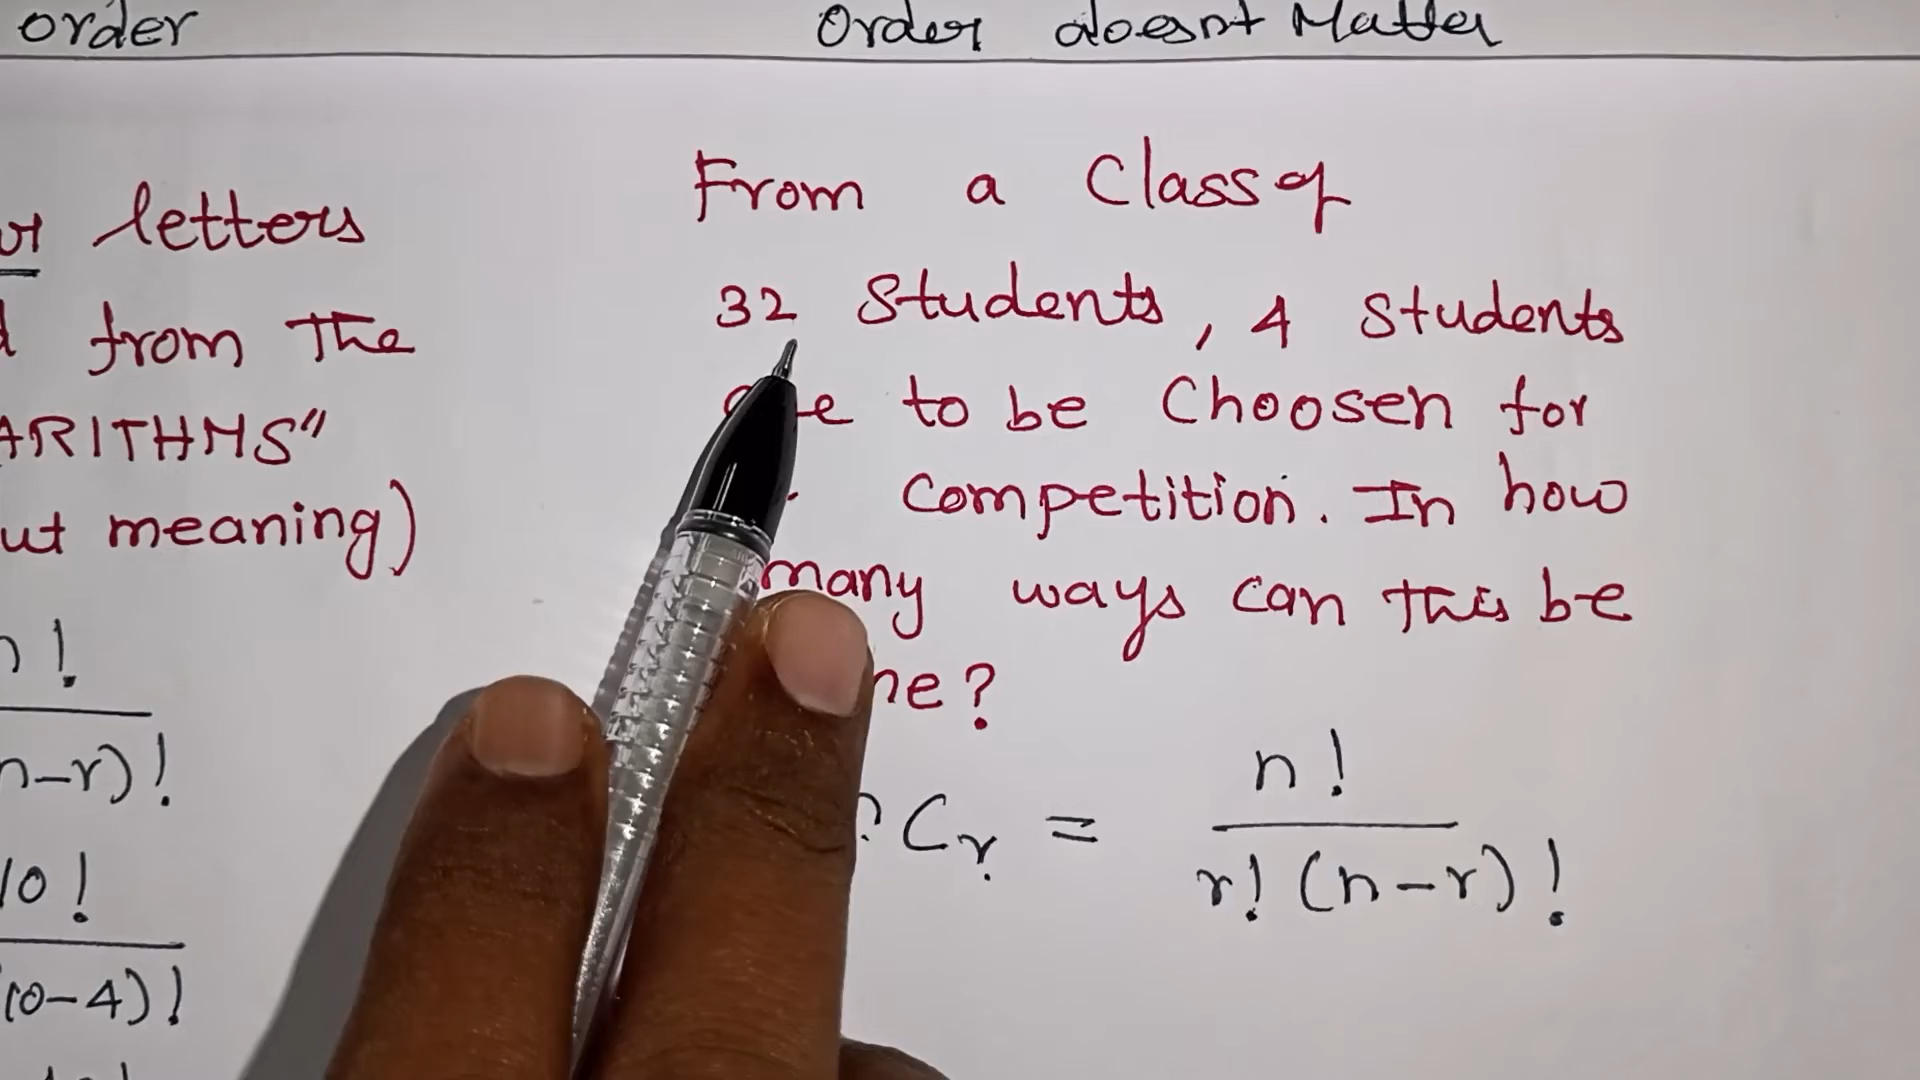 order
Order doesnt Matter
letters
from The
ARITHMS"
ut meaning)
n!
n-r)!
10!
(10-4)!
From a Class of
32 Students, 4 Students
to be Choosen for
competition. In how
many ways can this be
ne?
Cr = n!
r! (n-r)!